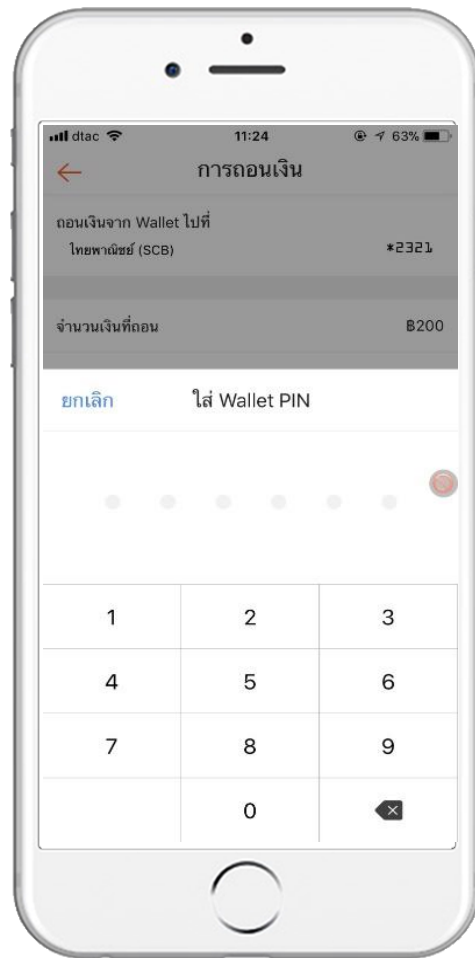 dtac 11:24 63%
การถอนเงิน
ถอนเงินจาก Wallet ไปที่
ไทยพาณิชย์ (SCB) *2321
จำนวนเงินที่ถอน ฿200
ยกเลิก ใส่ Wallet PIN
1 2 3
4 5 6
7 8 9
0